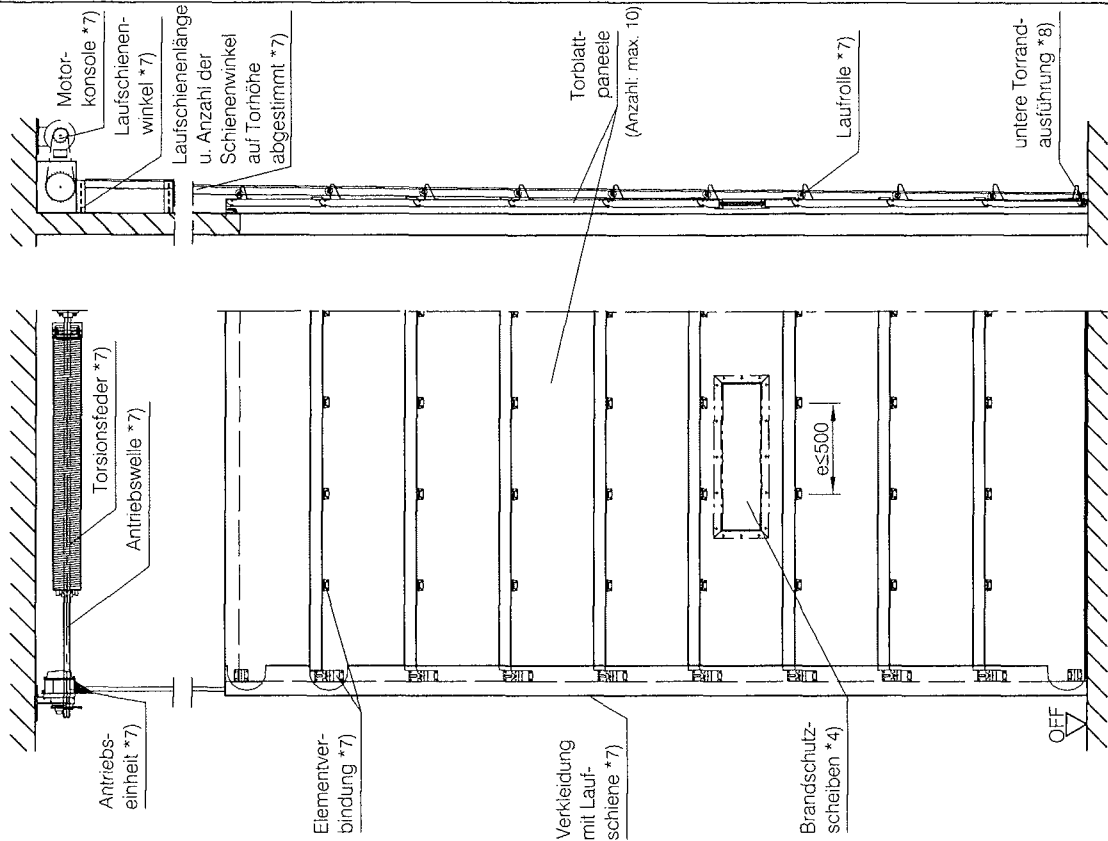 Motor-
konsole *7)
Laufschienen-
winkel *7)
Laufschienenlänge
u. Anzahl der
Schienenwinkel
auf Torhöhe
abgestimmt *7)
Torblatt-
paneele
(Anzahl: max. 10)
Laufrolle *7)
untere Torrand-
ausführung *8)
Torsionsfeder *7)
Antriebswelle *7)
e≤500
Antriebs-
einheit *7)
Elementver-
bindung *7)
Verkleidung
mit Lauf-
schiene *7)
Brandschutz-
scheiben *4)
OFF